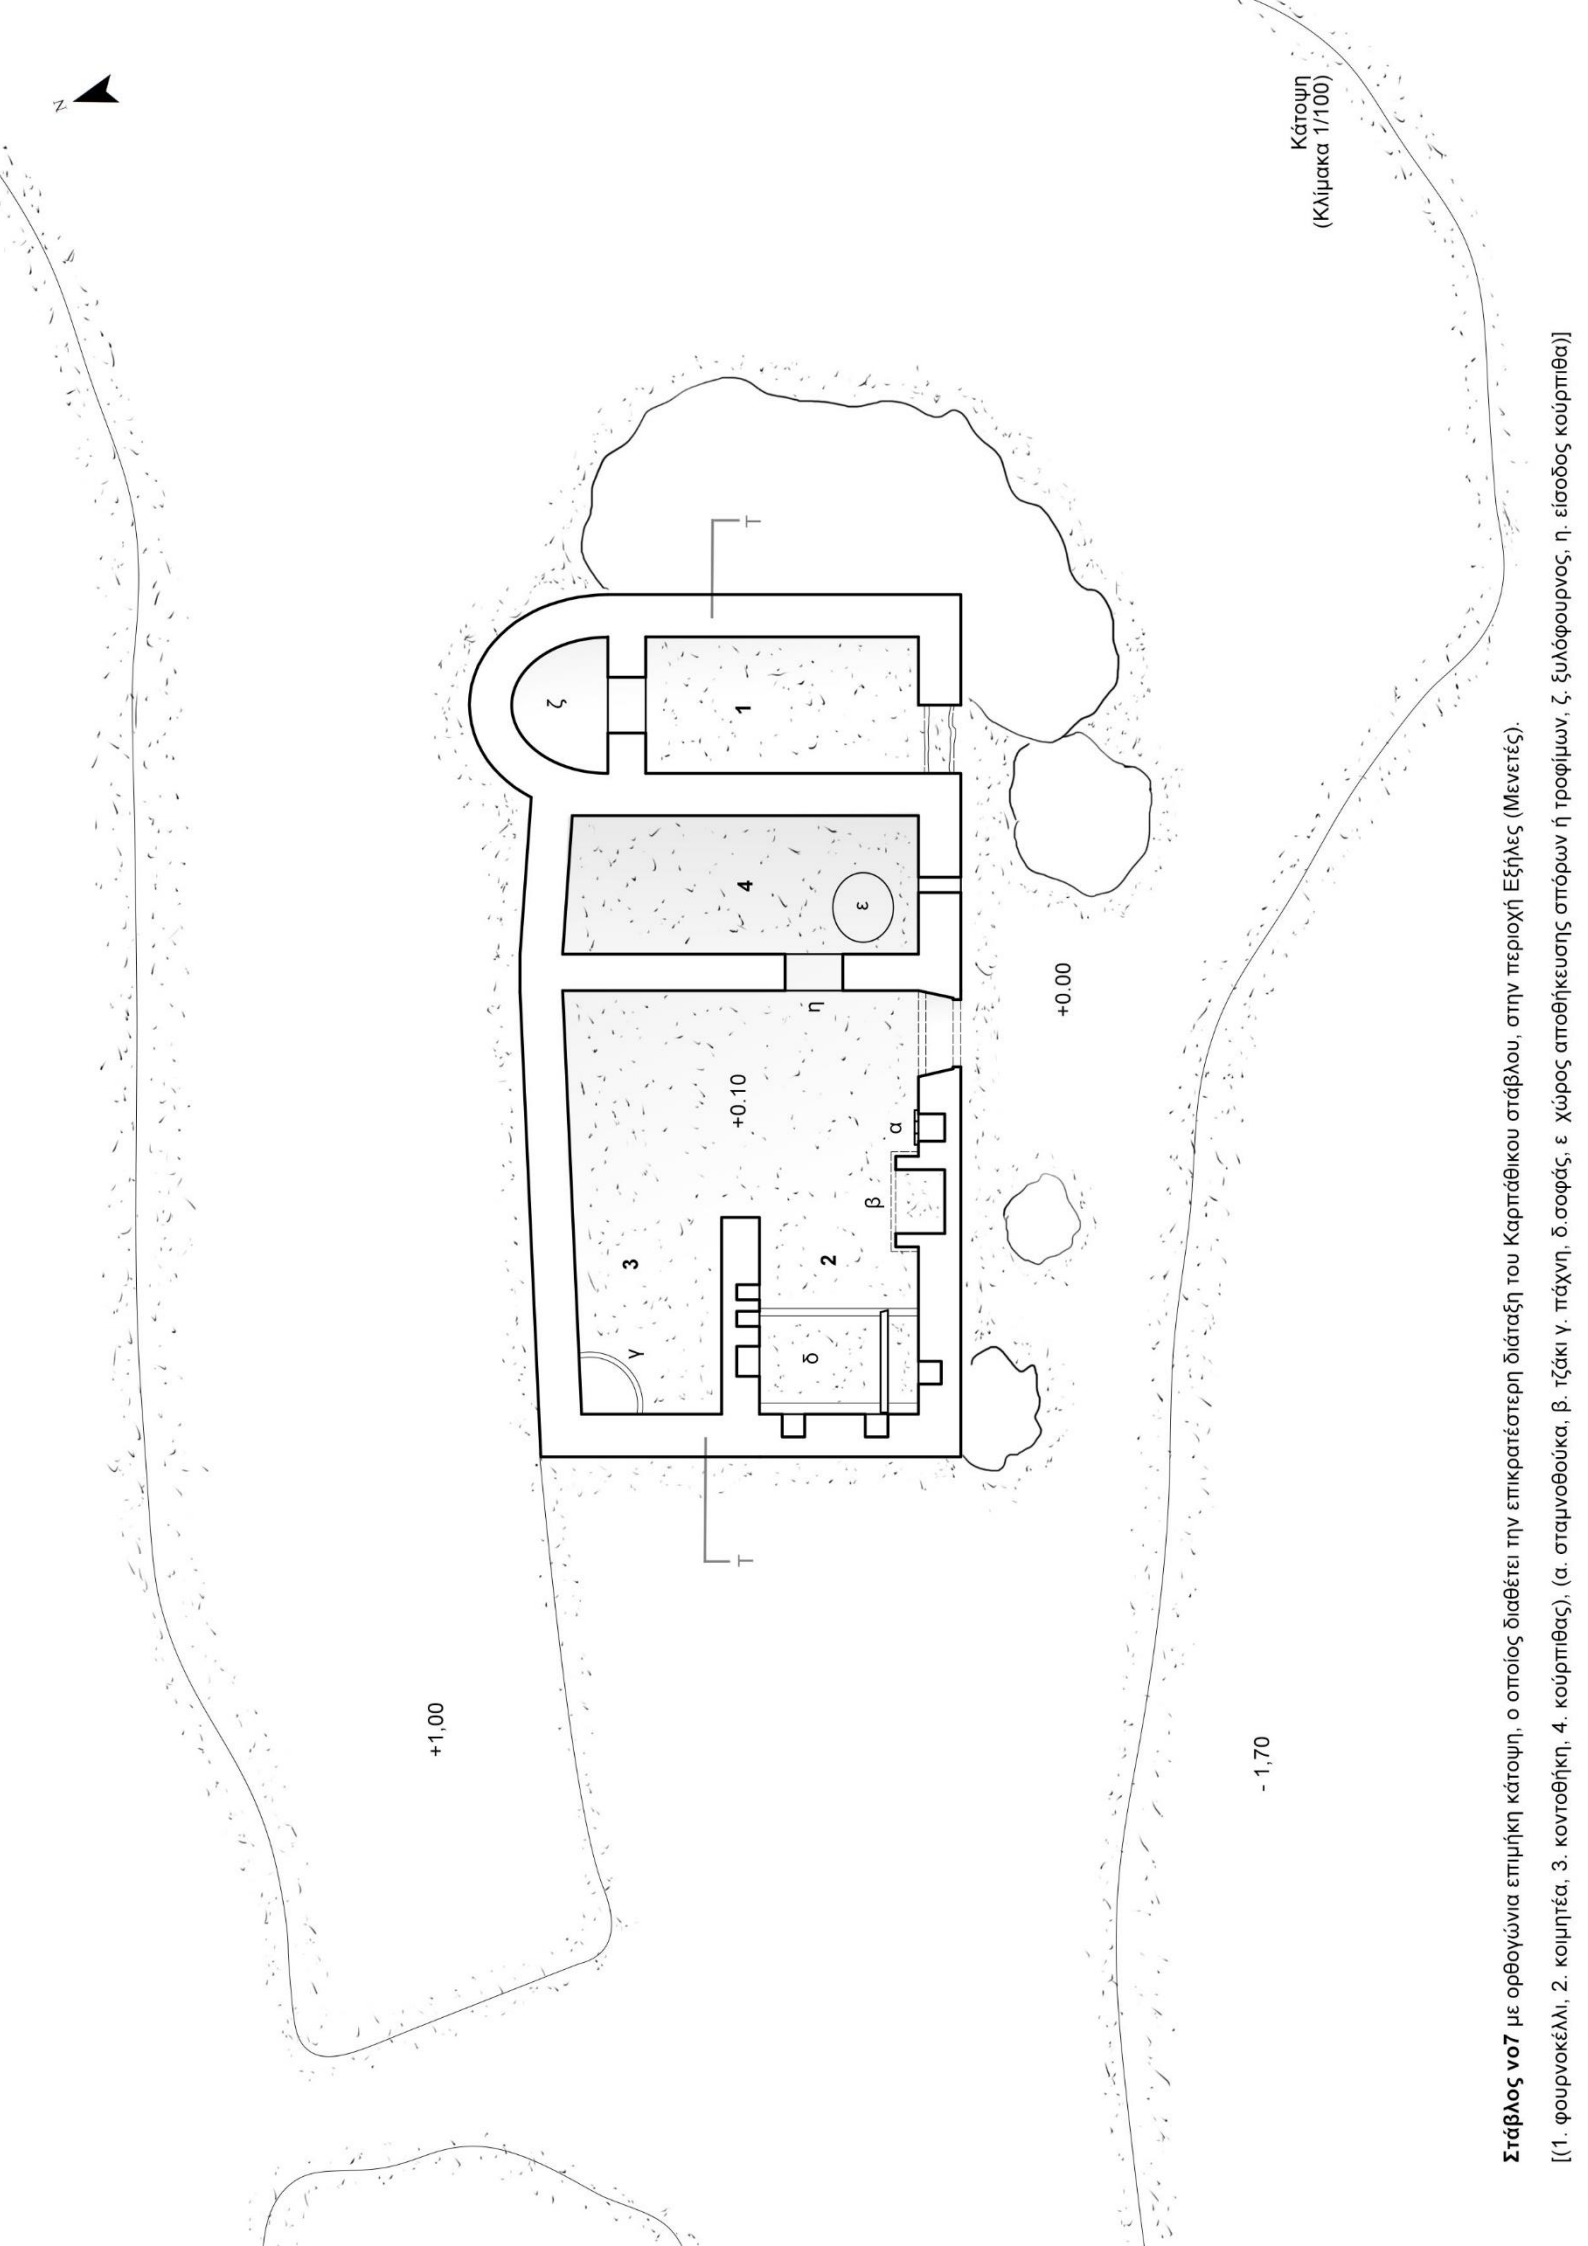 N
Κάτοψη
(Κλίμακα 1/100)
+1,00
ζ
1
4
ε
η
3
γ
+0.10
2
δ
α
β
T
T
+0.00
- 1,70
Στάβλος νο7 με ορθογώνια επιμήκη κάτοψη, ο οποίος διαθέτει την επικρατέστερη διάταξη του Καρπάθικου στάβλου, στην περιοχή Εξήλες (Μενετές).
[(1. φουρνοκέλλι, 2. κοιμητέα, 3. κοντοθήκη, 4. κούρπιθας), (α. σταμνοθούκα, β. τζάκι γ. πάχνη, δ.σοφάς, ε χώρος αποθήκευσης σπόρων ή τροφίμων, ζ. ξυλόφουρνος, η. είσοδος κούρπιθα)]